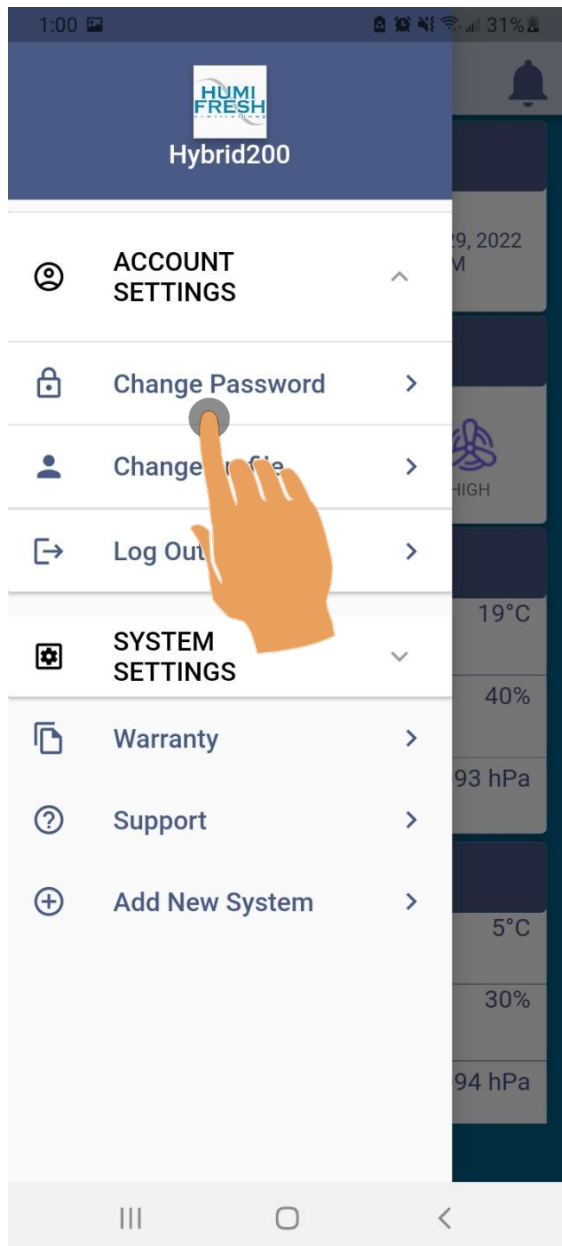 1:00
31%
HUMI
FRESH
Hybrid200
ACCOUNT
SETTINGS
Change Password
Change
Log Out
SYSTEM
SETTINGS
Warranty
Support
Add New System
29, 2022
M
HIGH
19°C
40%
93 hPa
5°C
30%
94 hPa